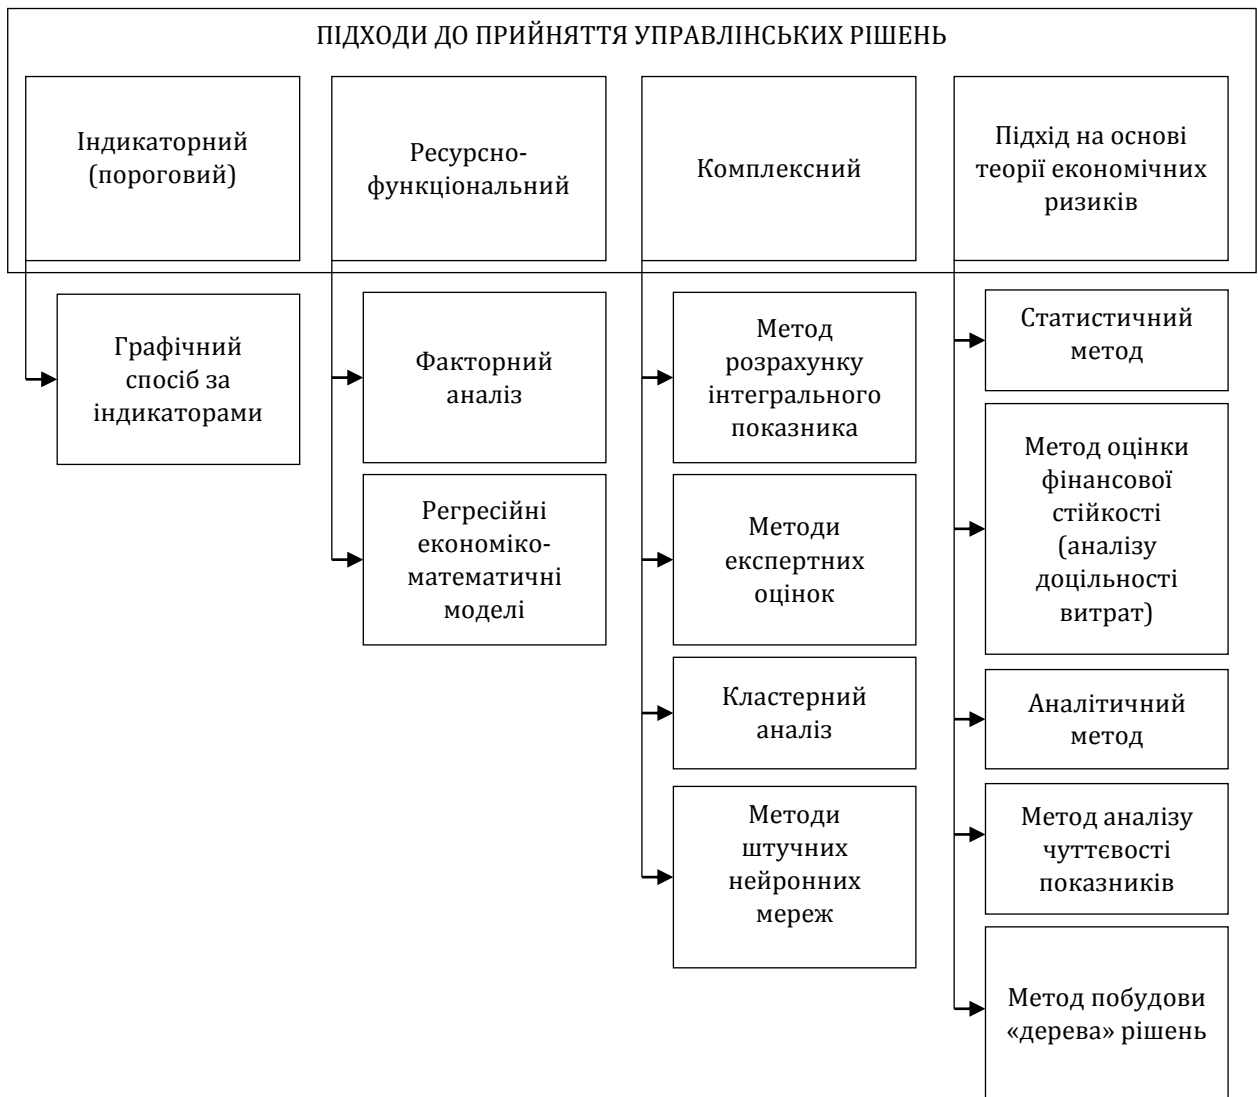 ПІДХОДИ ДО ПРИЙНЯТТЯ УПРАВЛІНСЬКИХ РІШЕНЬ
Індикаторний
(пороговий)
Ресурсно-
функціональний
Комплексний
Підхід на основі
теорії економічних
ризиків
Графічний
спосіб за
індикаторами
Факторний
аналіз
Регресійні
економіко-
математичні
моделі
Метод
розрахунку
інтегрального
показника
Методи
експертних
оцінок
Кластерний
аналіз
Методи
штучних
нейронних
мереж
Статистичний
метод
Метод оцінки
фінансової
стійкості
(аналізу
доцільності
витрат)
Аналітичний
метод
Метод аналізу
чуттєвості
показників
Метод побудови
«дерева» рішень